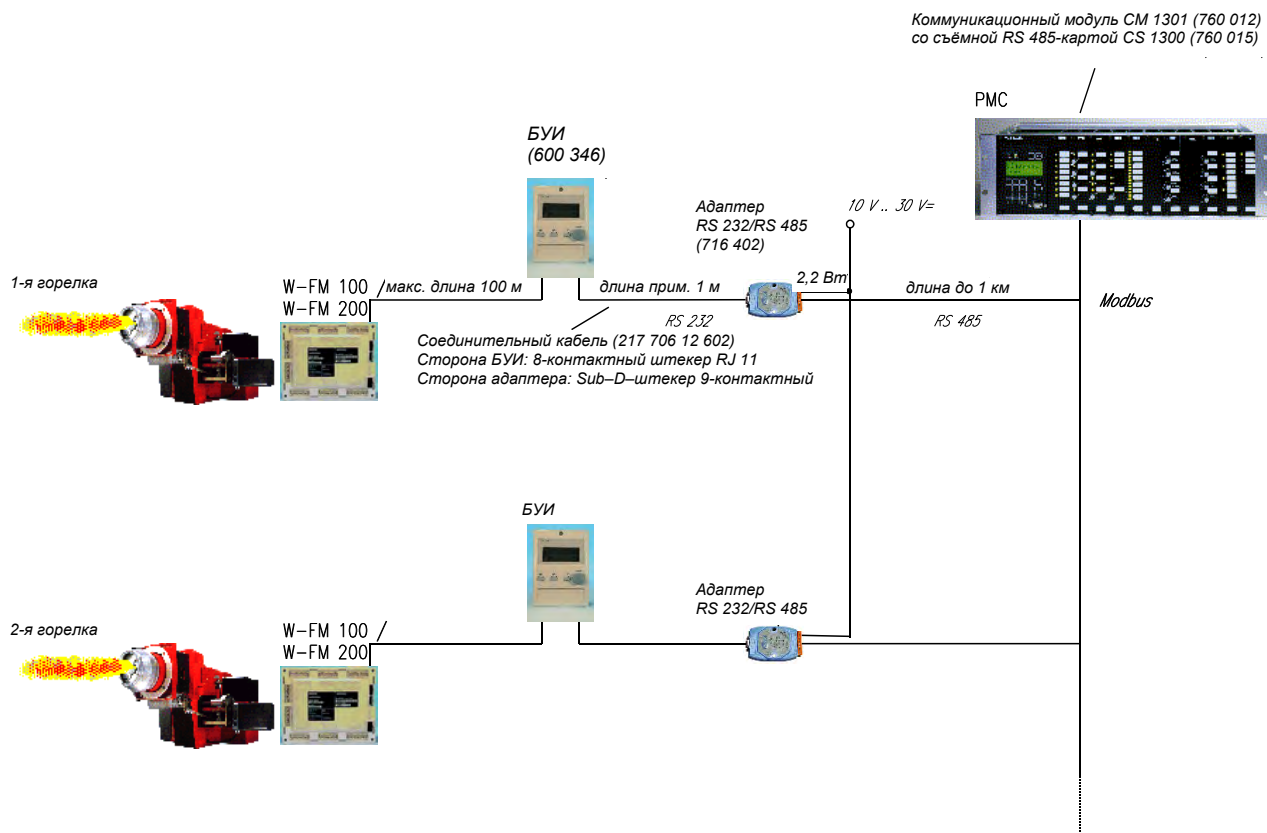 Коммуникационный модуль CM 1301 (760 012)
со съёмной RS 485-картой CS 1300 (760 015)
PMC
БУИ
(600 346)
Адаптер
RS 232/RS 485
(716 402)
10 V .. 30 V=
1-я горелка
W-FM 100 /
W-FM 200
макс. длина 100 м
длина прим. 1 м
2,2 Вт
длина до 1 км
Modbus
RS 232
RS 485
Соединительный кабель (217 706 12 602)
Сторона БУИ: 8-контактный штекер RJ 11
Сторона адаптера: Sub–D–штекер 9-контактный
БУИ
Адаптер
RS 232/RS 485
2-я горелка
W-FM 100 /
W-FM 200